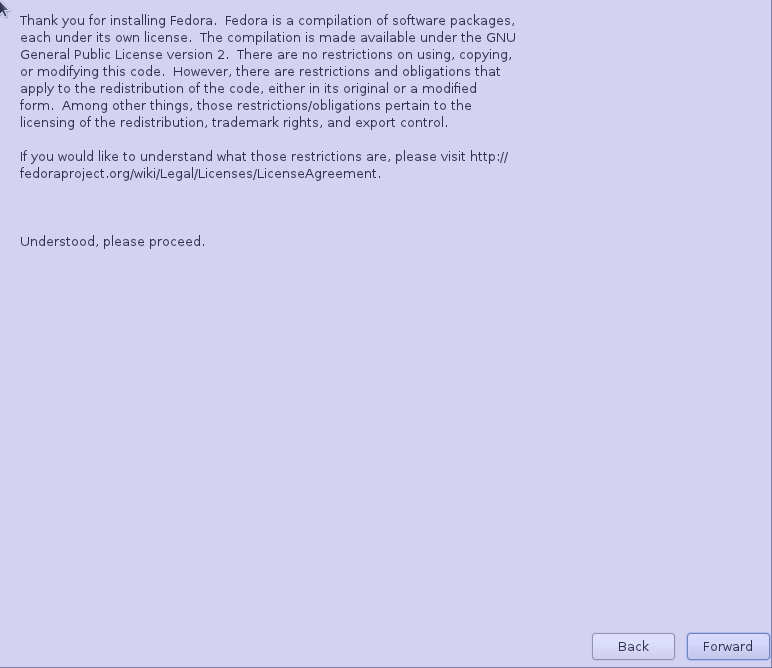 Thank you for installing Fedora.  Fedora is a compilation of software packages,
each under its own license.  The compilation is made available under the GNU
General Public License version 2.  There are no restrictions on using, copying,
or modifying this code.  However, there are restrictions and obligations that
apply to the redistribution of the code, either in its original or a modified
form.  Among other things, those restrictions/obligations pertain to the
licensing of the redistribution, trademark rights, and export control.
If you would like to understand what those restrictions are, please visit http://
fedoraproject.org/wiki/Legal/Licenses/LicenseAgreement.
Understood, please proceed.
Back Forward